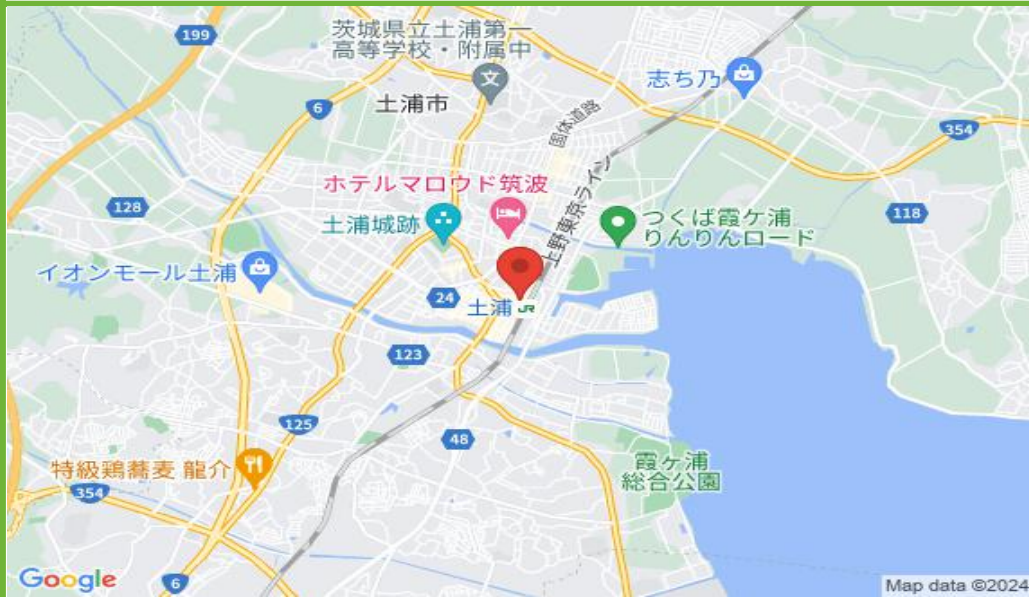 199
茨城県立土浦第一
高等学校・附属中
志ち乃
6
土浦市
国体道路
354
ホテルマロウド筑波
上野東京ライン
128
土浦城跡
つくば霞ケ浦
りんりんロード
118
イオンモール土浦
24
土浦
JR
123
125
48
特級鶏蕎麦 龍介
霞ヶ浦
総合公園
354
6
Google
Map data ©2024